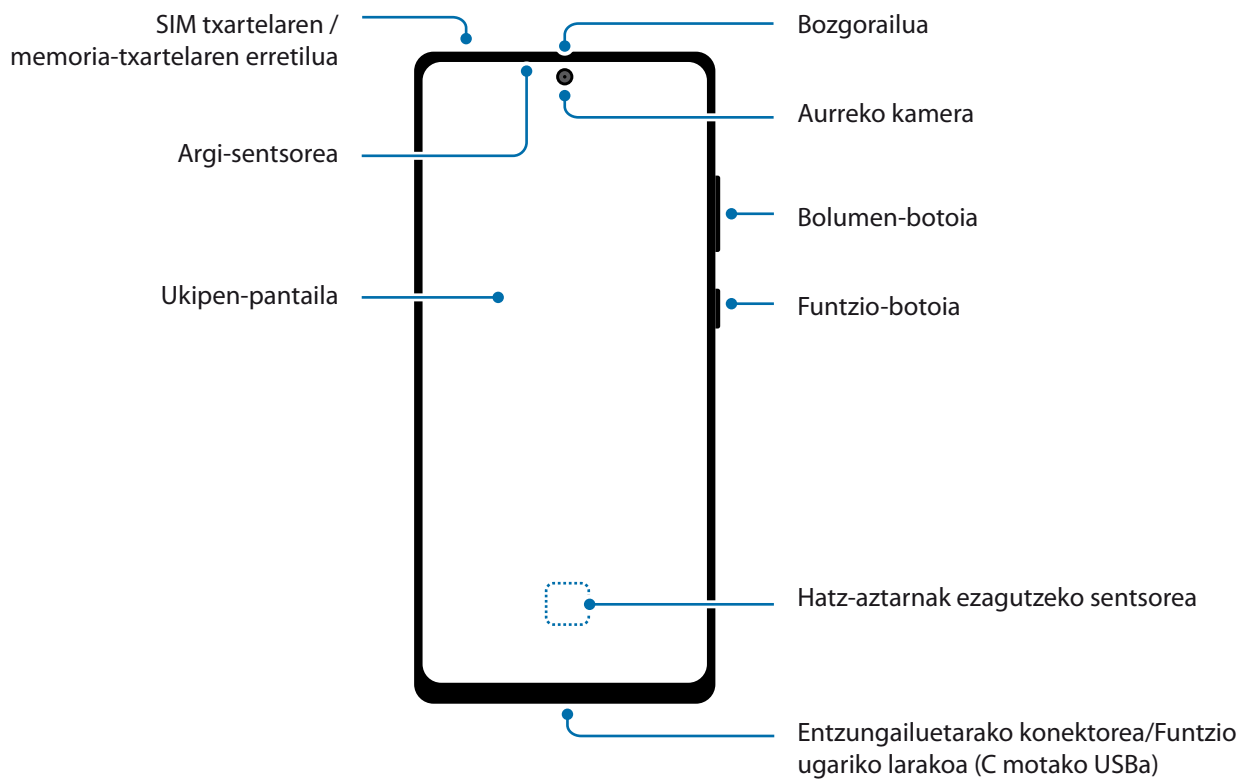 SIM txartelaren /
memoria-txartelaren erretilua
Argi-sentsorea
Ukipen-pantaila
Bozgorailua
Aurreko kamera
Bolumen-botoia
Funtzio-botoia
Hatz-aztarnak ezagutzeko sentsorea
Entzungailuetarako konektorea/Funtzio
ugariko larakoa (C motako USBa)